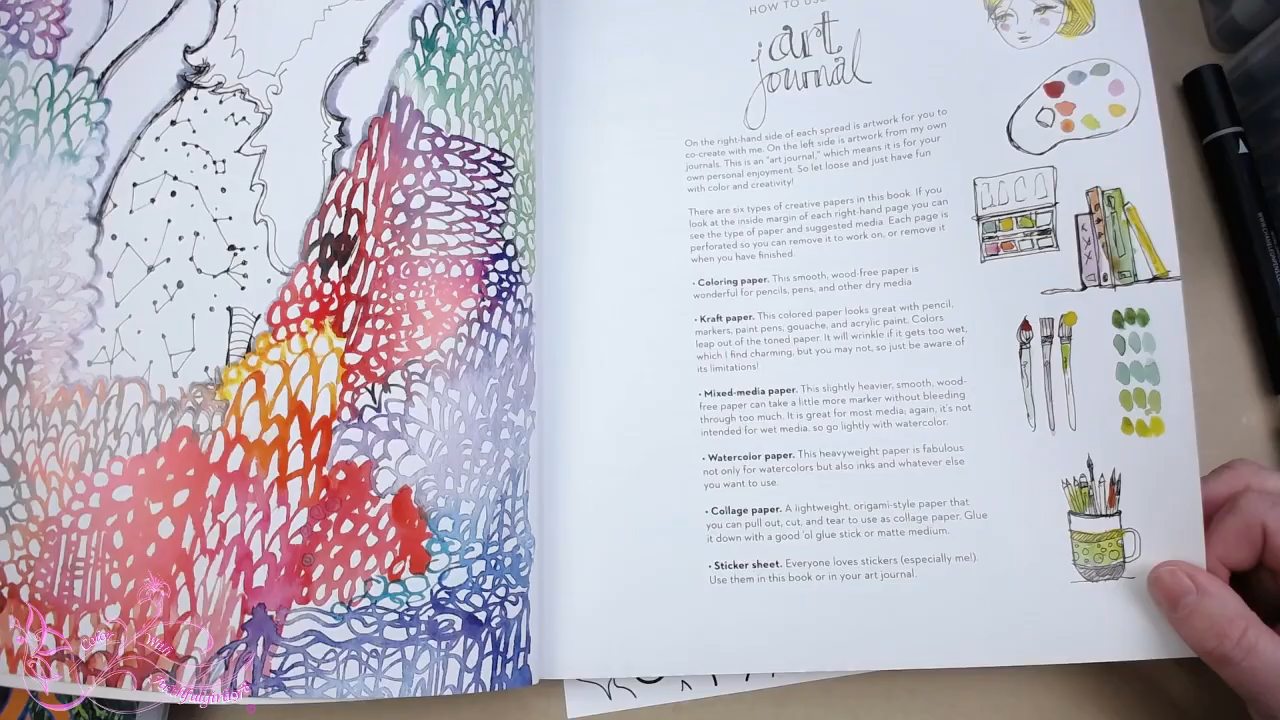 HOW TO USE
art
journal
On the right-hand side of each spread is artwork for you to
co-create with me. On the left side is artwork from my own
journals. This is an "art journal," which means it is for your
own personal enjoyment. So let loose and just have fun
with color and creativity!
There are six types of creative papers in this book. If you
look at the inside margin of each right-hand page you can
see the type of paper and suggested media. Each page is
perforated so you can remove it to work on, or remove it
when you have finished.
• Coloring paper. This smooth, wood-free paper is
wonderful for pencils, pens, and other dry media
• Kraft paper. This colored paper looks great with pencil,
markers, paint pens, gouache, and acrylic paint. Colors
leap out of the toned paper. It will wrinkle if it gets too wet,
which I find charming, but you may not, so just be aware of
its limitations!
• Mixed-media paper. This slightly heavier, smooth, wood-
free paper can take a little more marker without bleeding
through too much. It is great for most media; again, it's not
intended for wet media, so go lightly with watercolor.
• Watercolor paper. This heavyweight paper is fabulous
not only for watercolors but also inks and whatever else
you want to use.
• Collage paper. A lightweight, origami-style paper that
you can pull out, cut, and tear to use as collage paper. Glue
it down with a good 'ol glue stick or matte medium.
• Sticker sheet. Everyone loves stickers (especially me!).
Use them in this book or in your art journal.
Color With